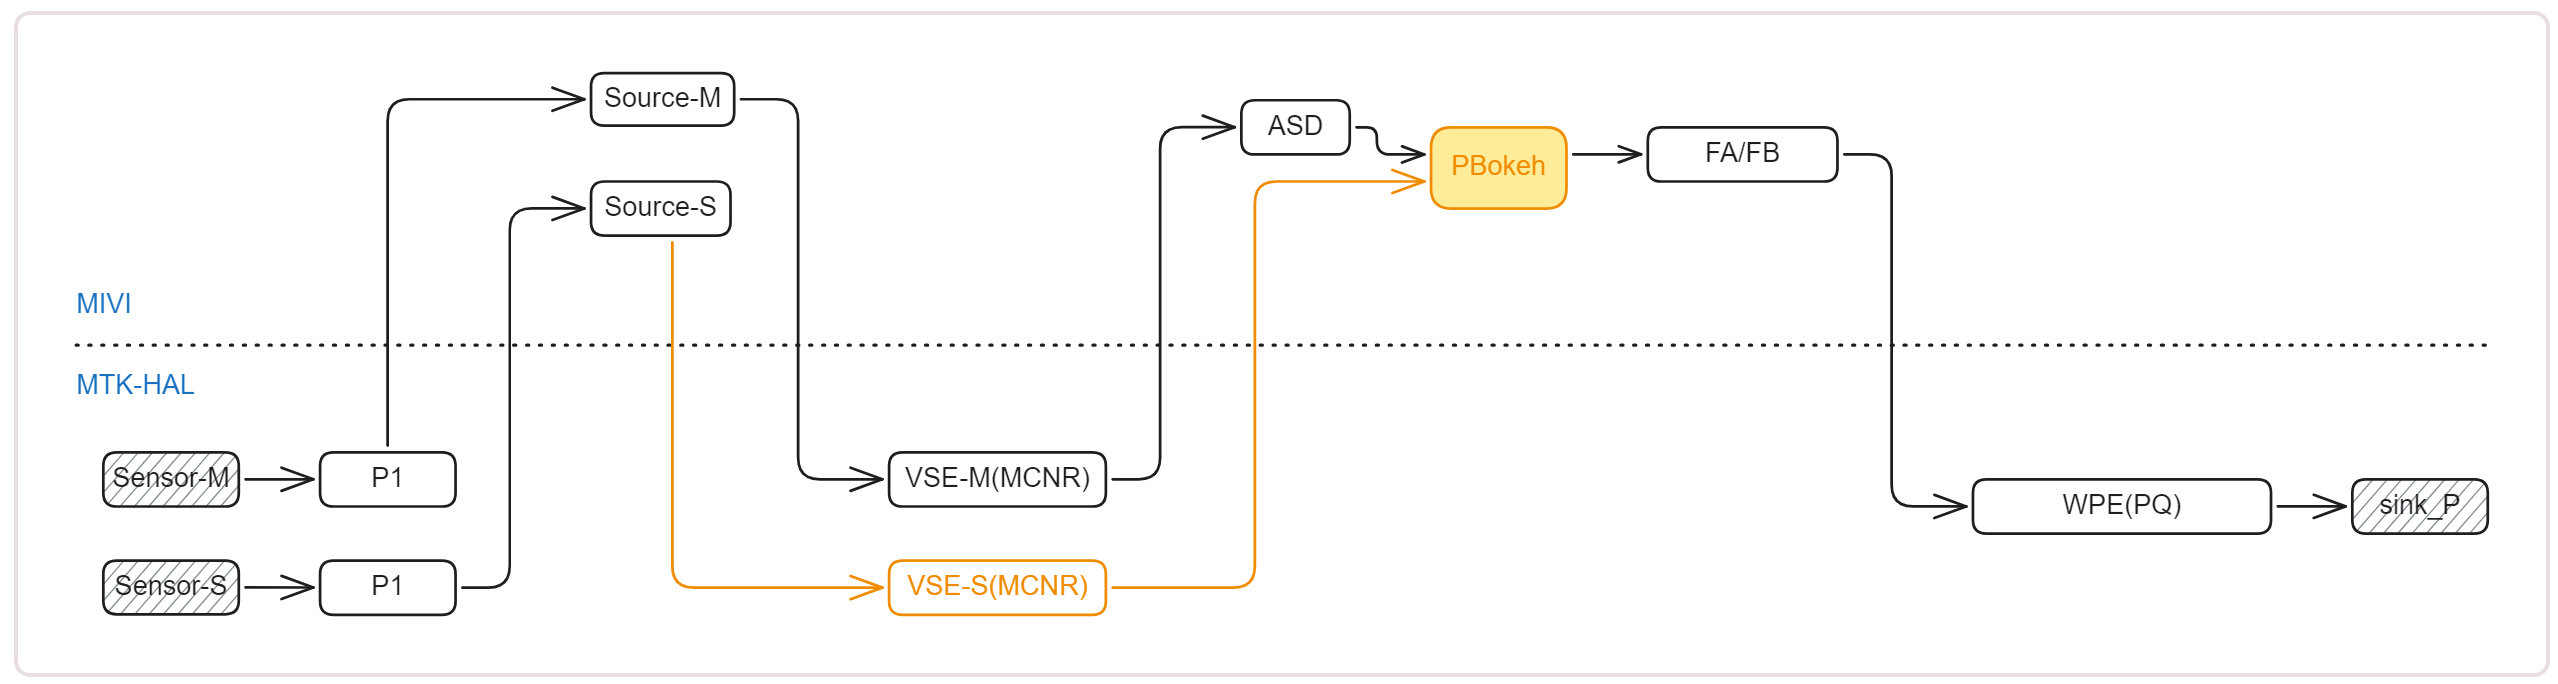 Source-M
ASD
PBokeh
FA/FB
Source-S
MIVI
MTK-HAL
Sensor-M
P1
VSE-M(MCNR)
WPE(PQ)
sink_P
Sensor-S
P1
VSE-S(MCNR)